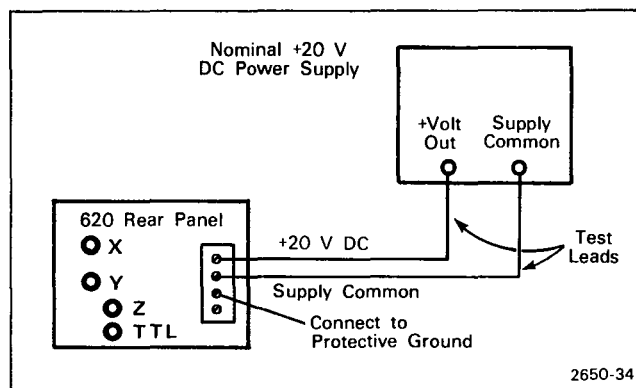 Nominal +20 V
DC Power Supply
+Volt
Out
Supply
Common
620 Rear Panel
X
Y
Z
TTL
+20 V DC
Supply Common
Connect to
Protective Ground
Test
Leads
2650-34